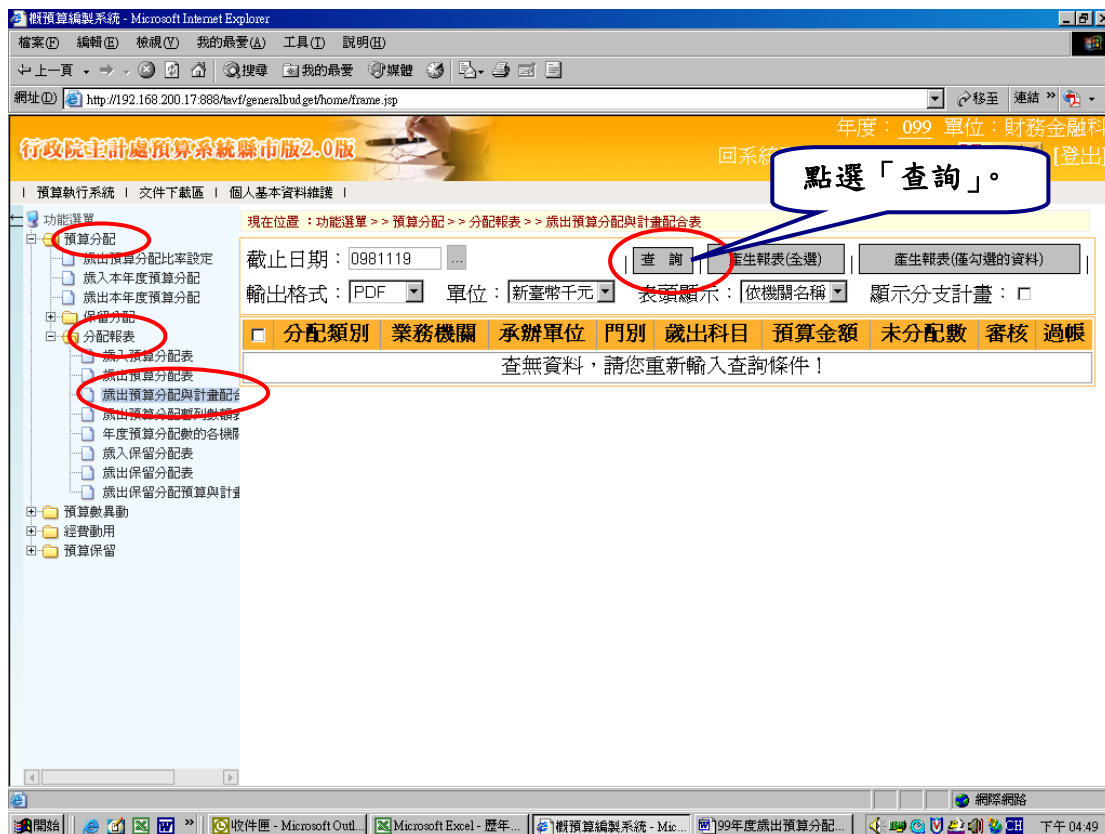 概預算編製系統 - Microsoft Internet Explorer
檔案(F) 編輯(E) 檢視(V) 我的最愛(A) 工具(T) 說明(H)
上一頁 搜尋 我的最愛 媒體
網址(D) http://192.168.200.17:888/tavf/generalbudget/home/frame.jsp 移至 連結 »
年度：099 單位：財務金融科
行政院主計處預算系統縣市版2.0版
回系 [登出]
點選「查詢」。
| 預算執行系統 | 文件下載區 | 個人基本資料維護 |
功能選單
預算分配
歲出預算分配比率設定
歲入本年度預算分配
歲出本年度預算分配
保留分配
分配報表
歲入預算分配表
歲出預算分配表
歲出預算分配與計畫配合
歲出預算分配暫列數額表
年度預算分配數的各機關
歲入保留分配表
歲出保留分配表
歲出保留分配預算與計畫
預算數異動
經費動用
預算保留
現在位置：功能選單>>預算分配>>分配報表>>歲出預算分配與計畫配合表
截止日期：0981119 ... | 查 詢 | 產生報表(全選) | 產生報表(僅勾選的資料) |
輸出格式：PDF 單位：新臺幣千元 表頭顯示：依機關名稱 顯示分支計畫：
分配類別 業務機關 承辦單位 門別 歲出科目 預算金額 未分配數 審核 過帳
查無資料，請您重新輸入查詢條件！
網際網路
開始 » 收件匣 - Microsoft Outl... Microsoft Excel - 歷年... 概預算編製系統 - Mic... 99年度歲出預算分配... CH 下午 04:49